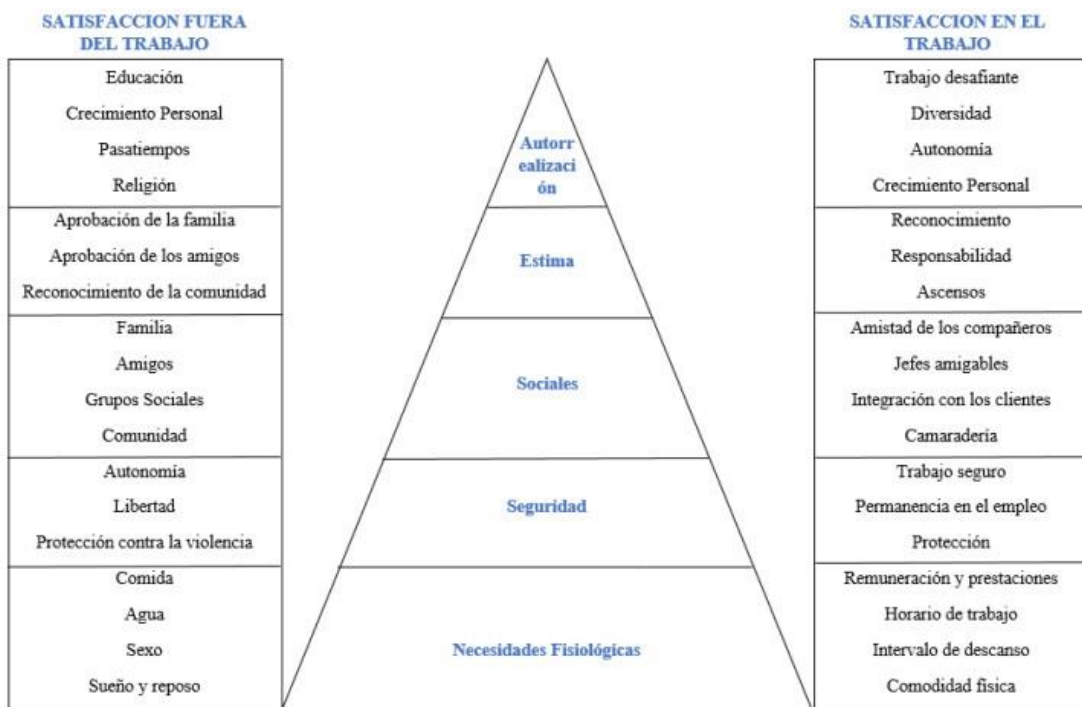 SATISFACCION FUERA
DEL TRABAJO
Educación
Crecimiento Personal
Pasatiempos
Religión
Aprobación de la familia
Aprobación de los amigos
Reconocimiento de la comunidad
Familia
Amigos
Grupos Sociales
Comunidad
Autonomía
Libertad
Protección contra la violencia
Comida
Agua
Sexo
Sueño y reposo
Autorr
ealizaci
ón
Estima
Sociales
Seguridad
Necesidades Fisiológicas
SATISFACCION EN EL
TRABAJO
Trabajo desafiante
Diversidad
Autonomía
Crecimiento Personal
Reconocimiento
Responsabilidad
Ascensos
Amistad de los compañeros
Jefes amigables
Integración con los clientes
Camaradería
Trabajo seguro
Permanencia en el empleo
Protección
Remuneración y prestaciones
Horario de trabajo
Intervalo de descanso
Comodidad física